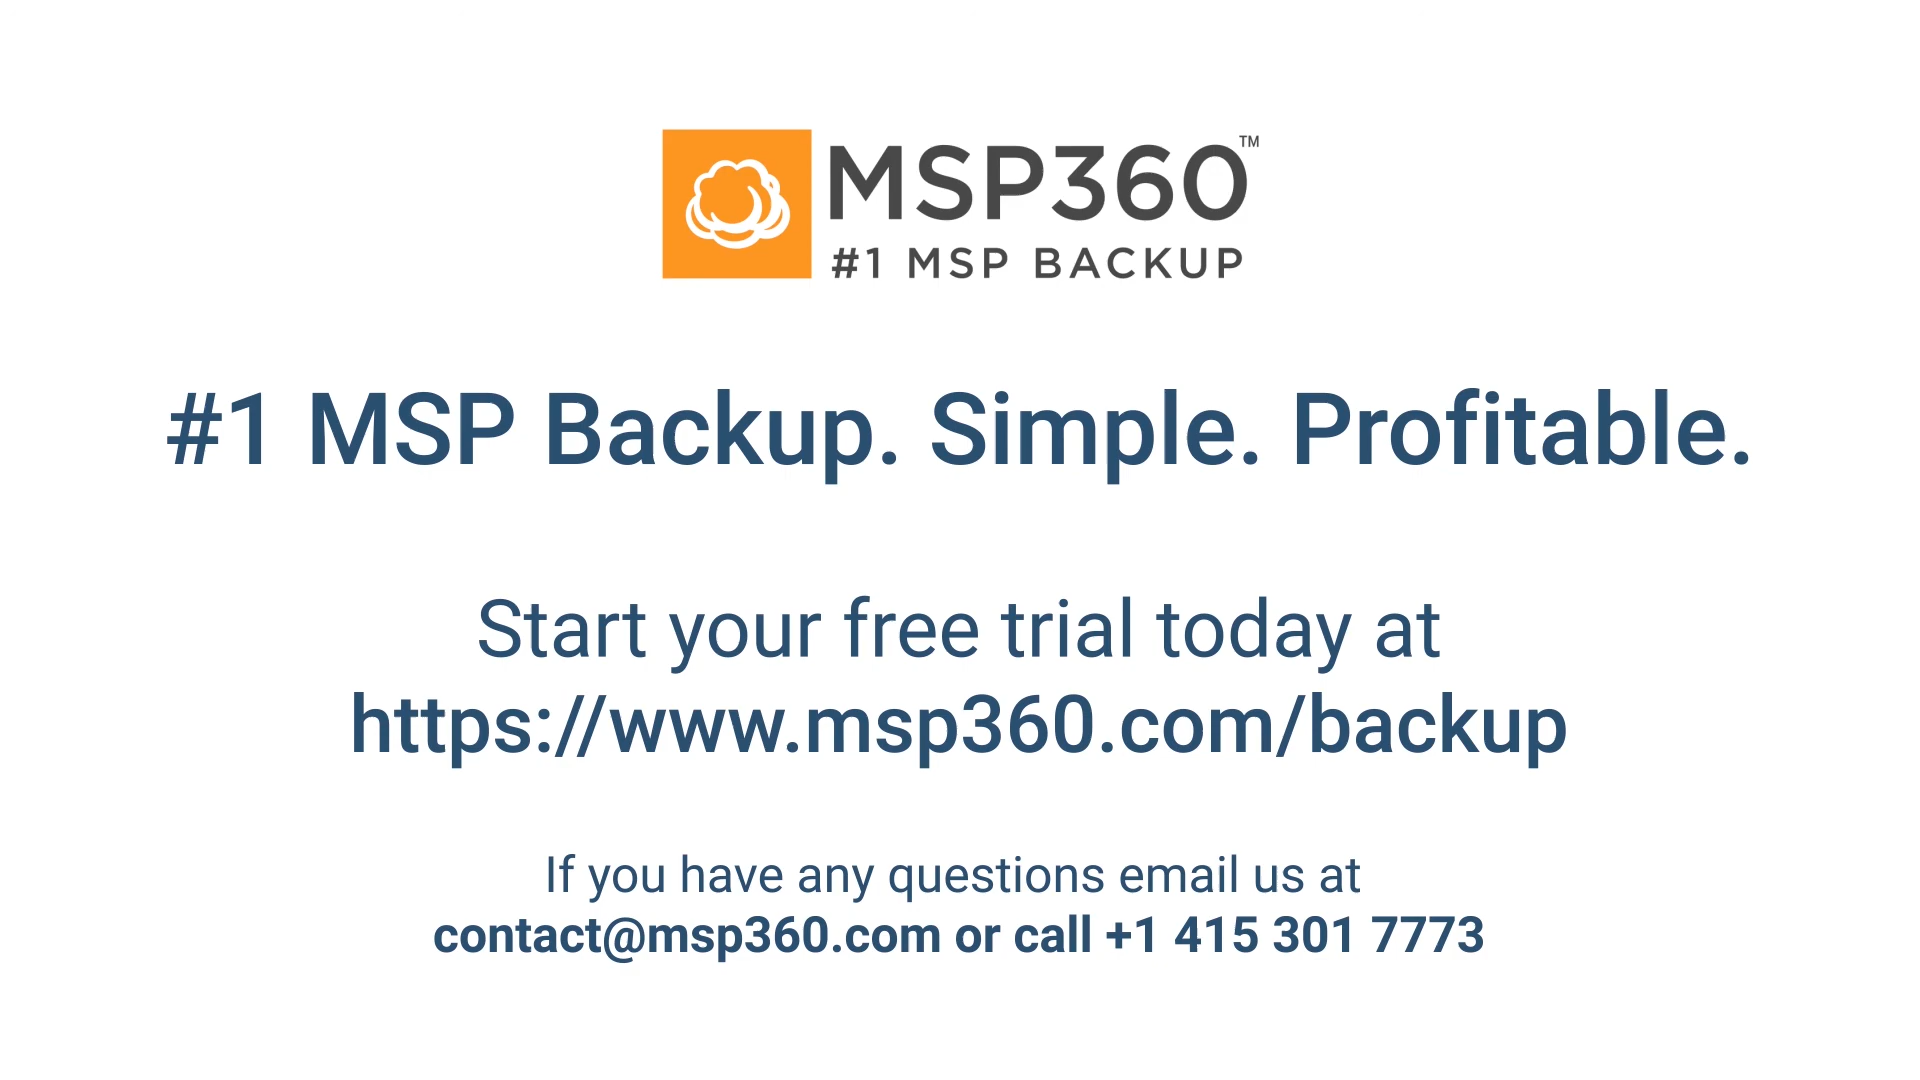 MSP360™
#1 MSP BACKUP
#1 MSP Backup. Simple. Profitable.
Start your free trial today at
https://www.msp360.com/backup
If you have any questions email us at
contact@msp360.com or call +1 415 301 7773